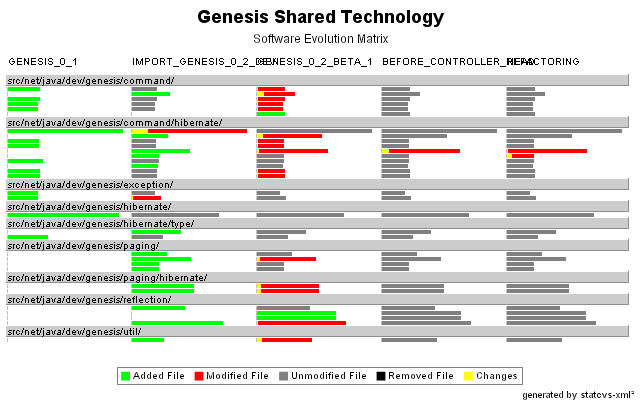 Genesis Shared Technology
Software Evolution Matrix
GENESIS_0_1 IMPORT_GENESIS_0_2_DEV GENESIS_0_2_BETA_1 BEFORE_CONTROLLER_REFACTORING HEAD
src/net/java/dev/genesis/command/
src/net/java/dev/genesis/command/hibernate/
src/net/java/dev/genesis/exception/
src/net/java/dev/genesis/hibernate/
src/net/java/dev/genesis/hibernate/type/
src/net/java/dev/genesis/paging/
src/net/java/dev/genesis/paging/hibernate/
src/net/java/dev/genesis/reflection/
src/net/java/dev/genesis/util/
Added File Modified File Unmodified File Removed File Changes
generated by statcvs-xml²